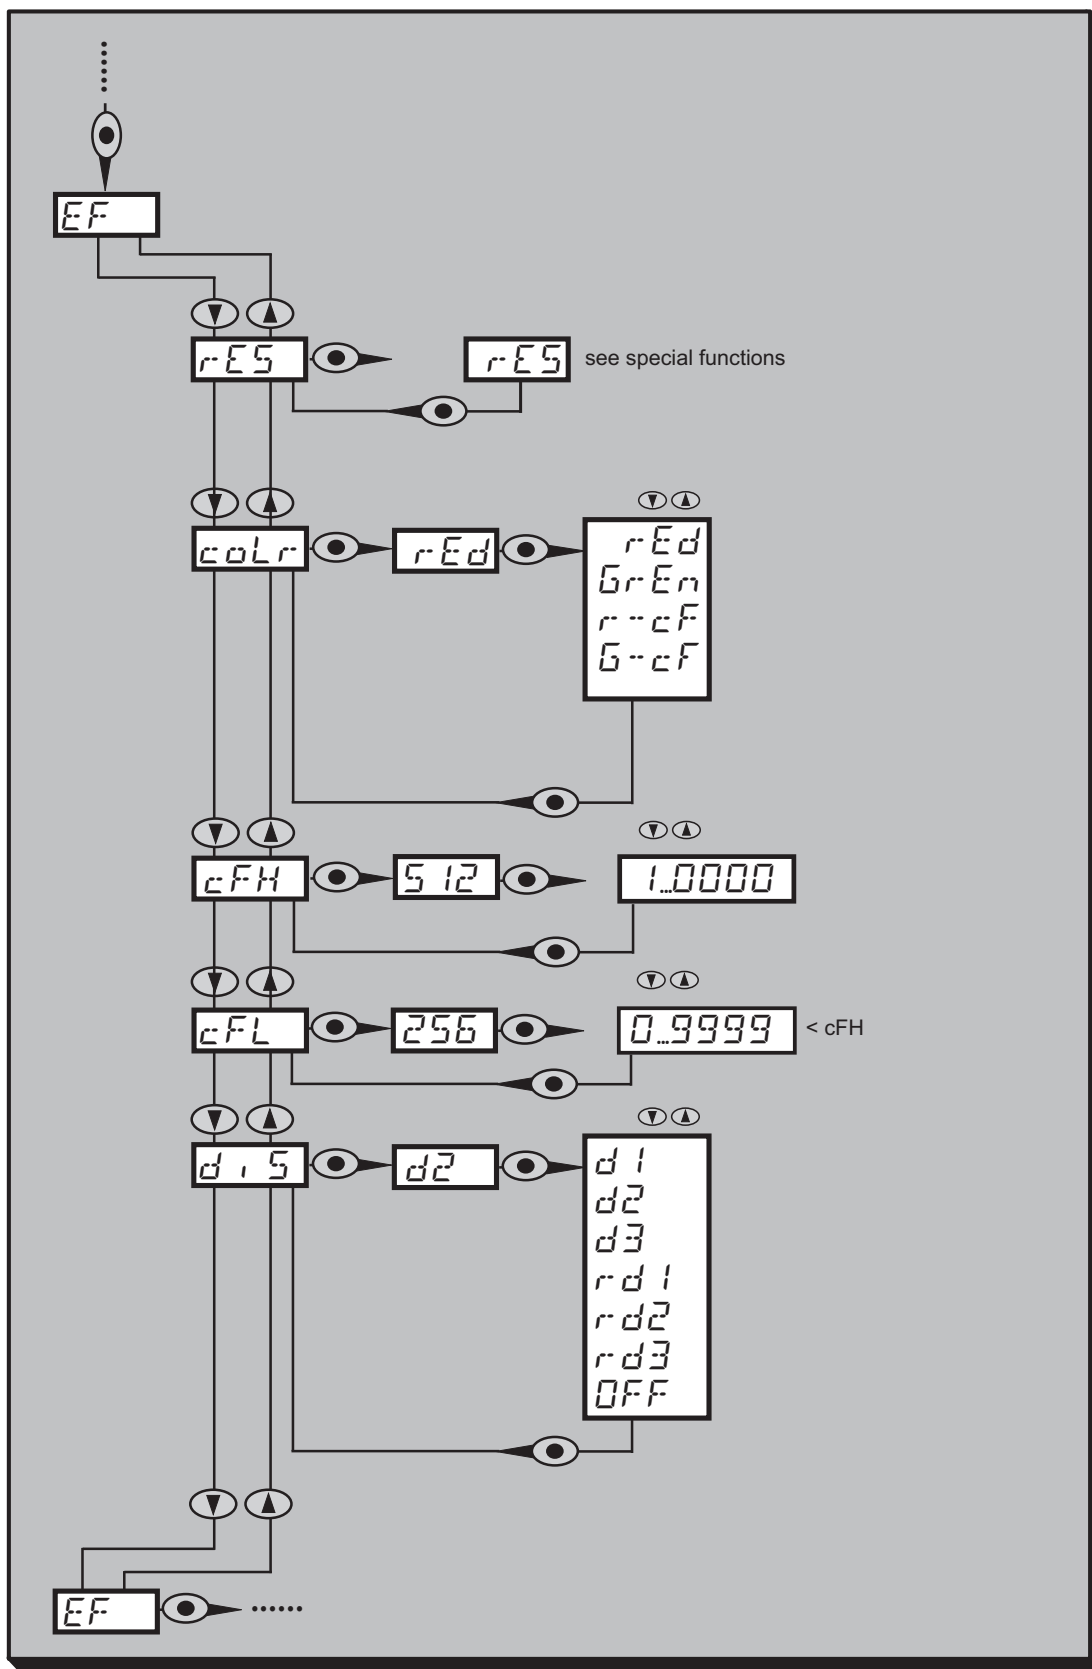 EF
rES
rES see special functions
coLr
rEd
rEd
GrEn
r-cF
G-cF
cFH
512
1...0000
cFL
256
0...9999 < cFH
diS
d2
d1
d2
d3
rd1
rd2
rd3
OFF
EF